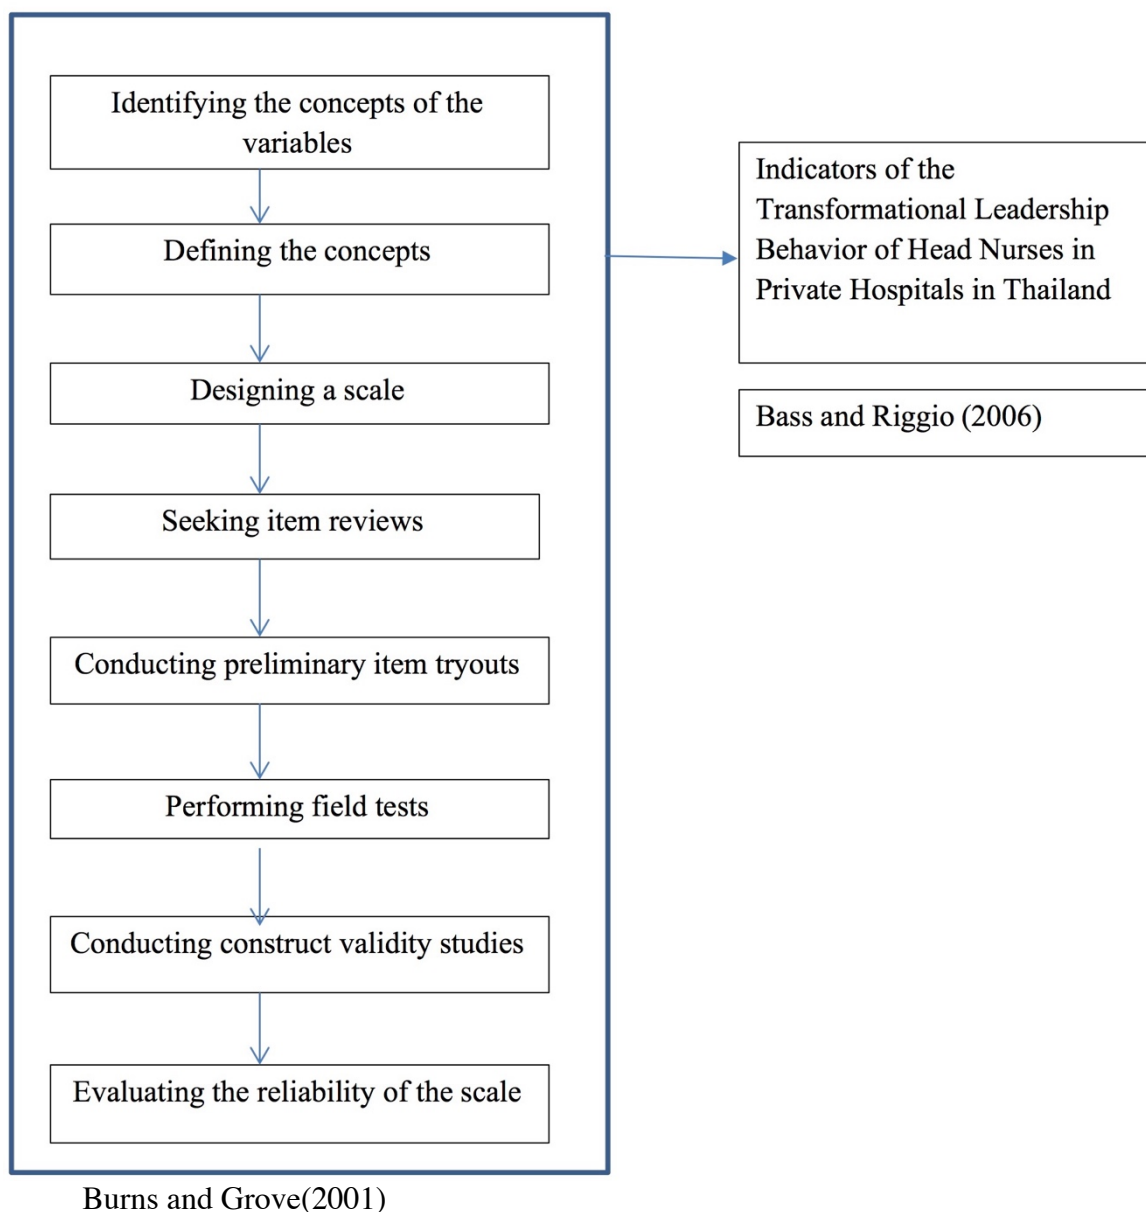 Identifying the concepts of the
variables
Defining the concepts
Designing a scale
Seeking item reviews
Conducting preliminary item tryouts
Performing field tests
Conducting construct validity studies
Evaluating the reliability of the scale
Burns and Grove(2001)
Indicators of the
Transformational Leadership
Behavior of Head Nurses in
Private Hospitals in Thailand
Bass and Riggio (2006)